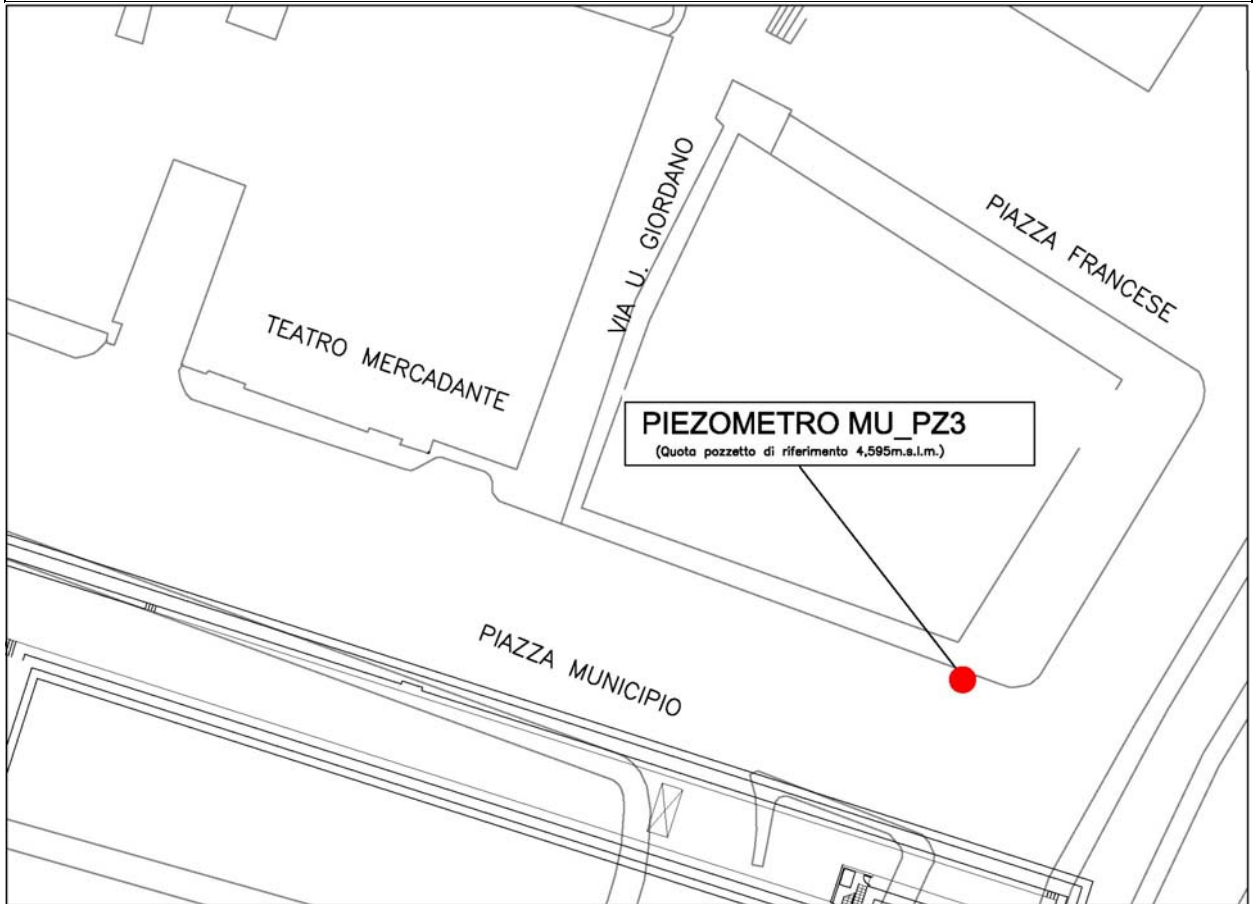 VIA U. GIORDANO
PIAZZA FRANCESE
TEATRO MERCADANTE
PIEZOMETRO MU_PZ3
(Quota pozzetto di riferimento 4,595m.s.l.m.)
PIAZZA MUNICIPIO